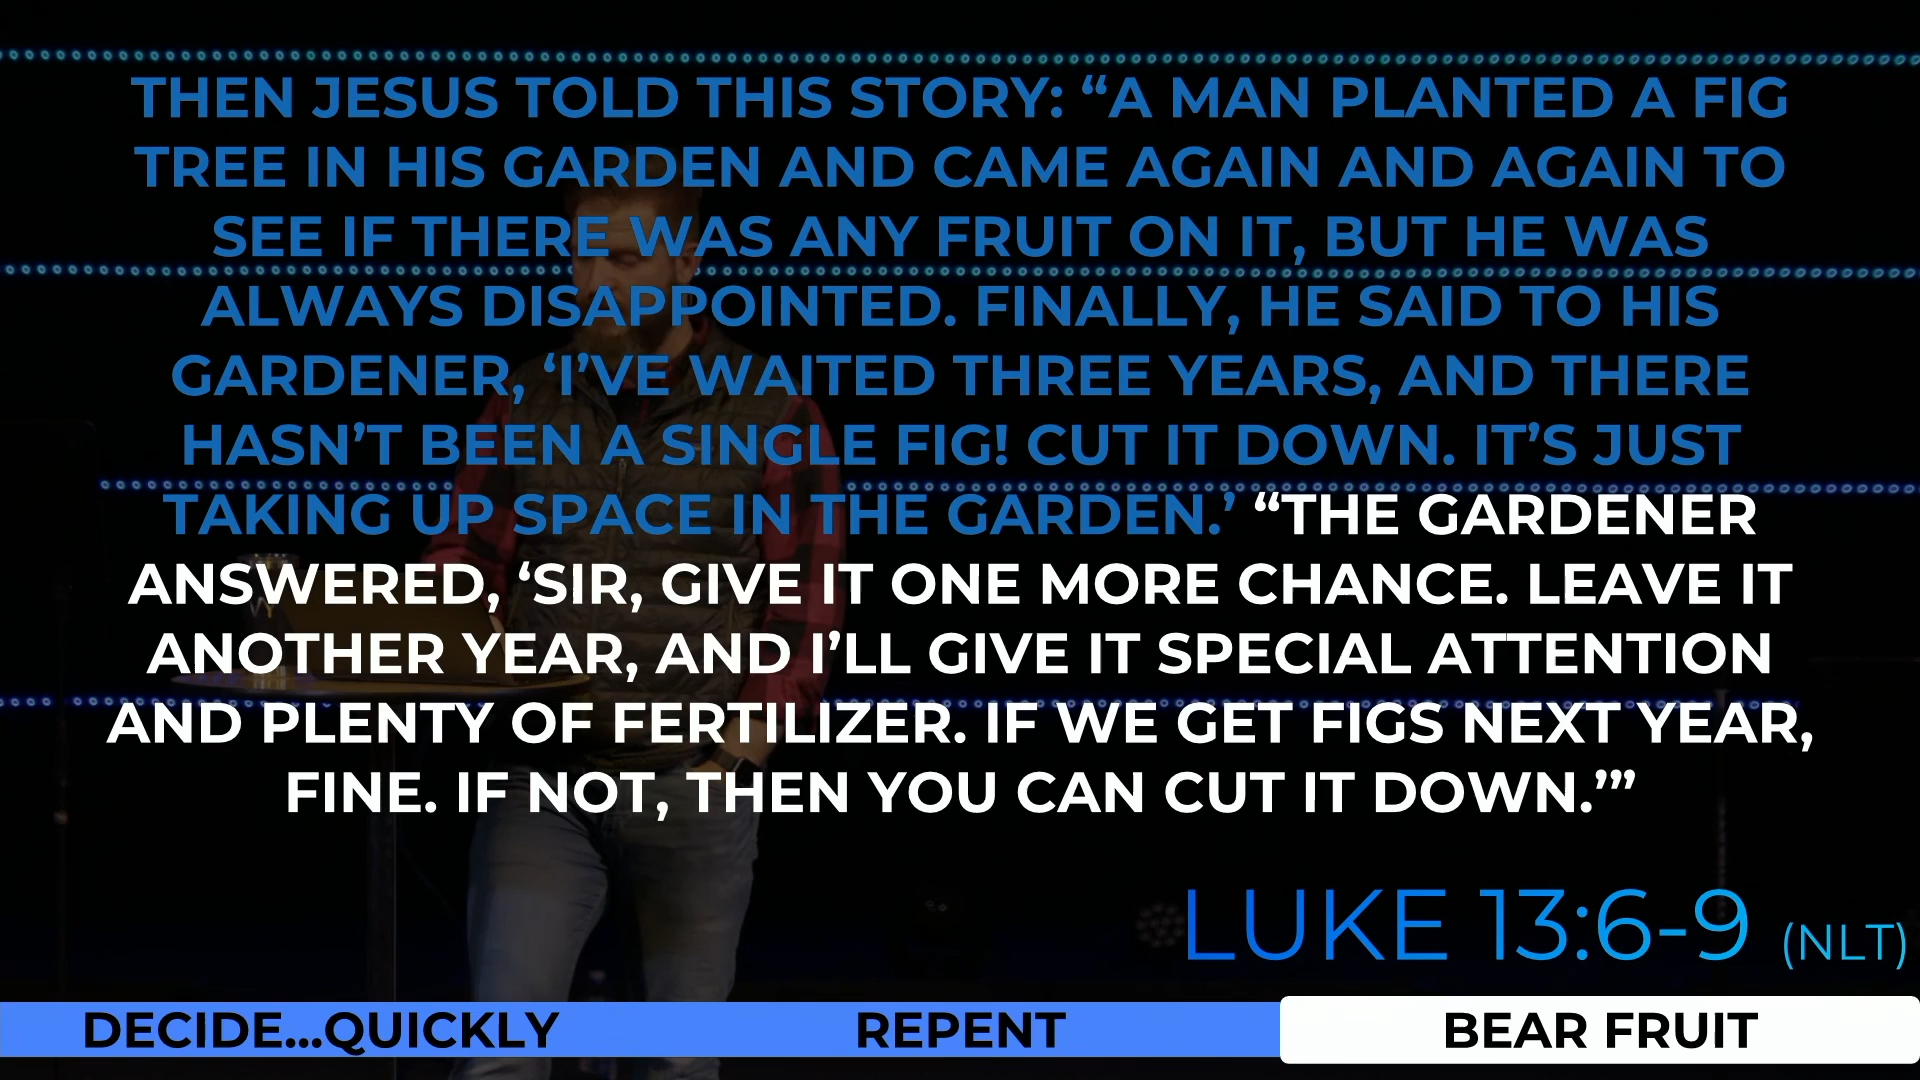 THEN JESUS TOLD THIS STORY: “A MAN PLANTED A FIG
TREE IN HIS GARDEN AND CAME AGAIN AND AGAIN TO
SEE IF THERE WAS ANY FRUIT ON IT, BUT HE WAS
ALWAYS DISAPPOINTED. FINALLY, HE SAID TO HIS
GARDENER, ‘I’VE WAITED THREE YEARS, AND THERE
HASN’T BEEN A SINGLE FIG! CUT IT DOWN. IT’S JUST
TAKING UP SPACE IN THE GARDEN.’ “THE GARDENER
ANSWERED, ‘SIR, GIVE IT ONE MORE CHANCE. LEAVE IT
ANOTHER YEAR, AND I’LL GIVE IT SPECIAL ATTENTION
AND PLENTY OF FERTILIZER. IF WE GET FIGS NEXT YEAR,
FINE. IF NOT, THEN YOU CAN CUT IT DOWN.’”
LUKE 13:6-9 (NLT)
DECIDE...QUICKLY REPENT BEAR FRUIT